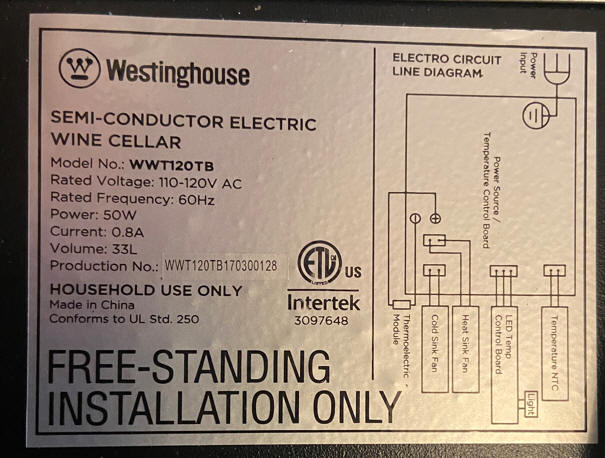 W
Westinghouse
SEMI-CONDUCTOR ELECTRIC
WINE CELLAR
Model No.: WWT120TB
Rated Voltage: 110-120V AC
Rated Frequency: 60Hz
Power: 50W
Current: 0.8A
Volume: 33L
Production No.: WWT120TB170300128
HOUSEHOLD USE ONLY
Made in China
Conforms to UL Std. 250
ETL US
Intertek
3097648
FREE-STANDING
INSTALLATION ONLY
ELECTRO CIRCUIT
LINE DIAGRAM
Power
Input
Power Source /
Temperature Control Board
Thermoelectric
Module
Cold Sink Fan
Heat Sink Fan
LED Temp
Control Board
Light
Temperature NTC